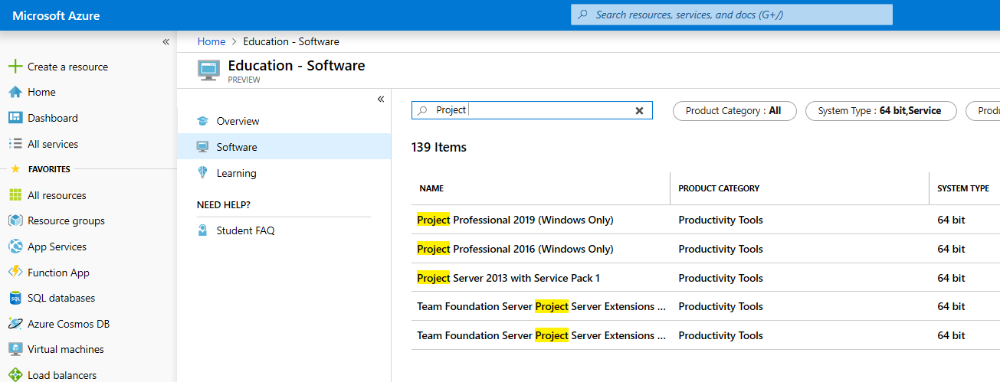 Microsoft Azure
Search resources, services, and docs (G+/)
«
Create a resource
Home
Dashboard
All services
FAVORITES
All resources
Resource groups
App Services
Function App
SQL databases
Azure Cosmos DB
Virtual machines
Load balancers
Home > Education - Software
Education - Software
PREVIEW
«
Overview
Software
Learning
NEED HELP?
Student FAQ
Project
Product Category : All
System Type : 64 bit,Service
Produ
139 Items
NAME PRODUCT CATEGORY SYSTEM TYPE
Project Professional 2019 (Windows Only) Productivity Tools 64 bit
Project Professional 2016 (Windows Only) Productivity Tools 64 bit
Project Server 2013 with Service Pack 1 Productivity Tools 64 bit
Team Foundation Server Project Server Extensions ... Productivity Tools 64 bit
Team Foundation Server Project Server Extensions ... Productivity Tools 64 bit